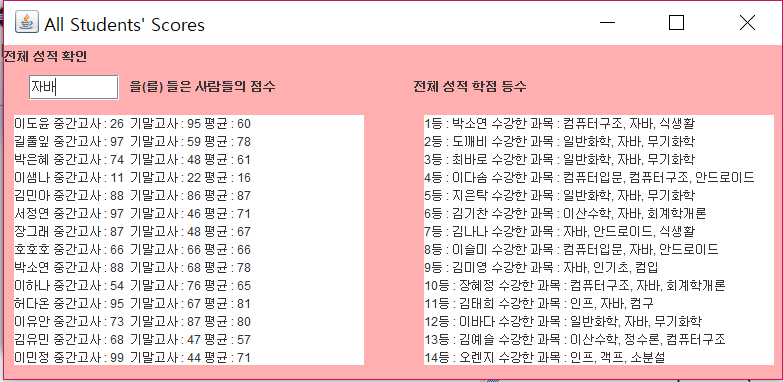 All Students' Scores
전체 성적 확인
자바 을(를) 들은 사람들의 점수
이도윤 중간고사 : 26 기말고사 : 95 평균 : 60
길풀잎 중간고사 : 97 기말고사 : 59 평균 : 78
박은혜 중간고사 : 74 기말고사 : 48 평균 : 61
이샘나 중간고사 : 11 기말고사 : 22 평균 : 16
김민아 중간고사 : 88 기말고사 : 86 평균 : 87
서정연 중간고사 : 97 기말고사 : 46 평균 : 71
장그래 중간고사 : 87 기말고사 : 48 평균 : 67
호호호 중간고사 : 66 기말고사 : 66 평균 : 66
박소연 중간고사 : 88 기말고사 : 68 평균 : 78
이하나 중간고사 : 54 기말고사 : 76 평균 : 65
허다온 중간고사 : 95 기말고사 : 67 평균 : 81
이유안 중간고사 : 73 기말고사 : 87 평균 : 80
김유민 중간고사 : 68 기말고사 : 47 평균 : 57
이민정 중간고사 : 99 기말고사 : 44 평균 : 71
전체 성적 학점 등수
1등 : 박소연 수강한 과목 : 컴퓨터구조, 자바, 식생활
2등 : 도깨비 수강한 과목 : 일반화학, 자바, 무기화학
3등 : 최바로 수강한 과목 : 일반화학, 자바, 무기화학
4등 : 이다솜 수강한 과목 : 컴퓨터입문, 컴퓨터구조, 안드로이드
5등 : 지은탁 수강한 과목 : 일반화학, 자바, 무기화학
6등 : 김기찬 수강한 과목 : 이산수학, 자바, 회계학개론
7등 : 김나나 수강한 과목 : 자바, 안드로이드, 식생활
8등 : 이슬미 수강한 과목 : 컴퓨터입문, 자바, 안드로이드
9등 : 김미영 수강한 과목 : 자바, 인기초, 컴입
10등 : 장혜정 수강한 과목 : 컴퓨터구조, 자바, 회계학개론
11등 : 김태희 수강한 과목 : 인프, 자바, 컴구
12등 : 이바다 수강한 과목 : 일반화학, 자바, 무기화학
13등 : 김예슬 수강한 과목 : 이산수학, 정수론, 컴퓨터구조
14등 : 오렌지 수강한 과목 : 인프, 객프, 소분설